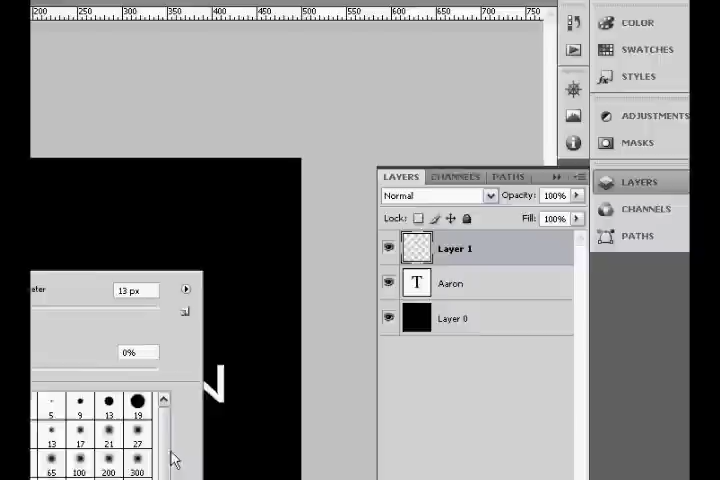 200 250 300 350 400 450 500 550 600 650 700 750
COLOR
SWATCHES
STYLES
ADJUSTMENTS
MASKS
LAYERS
CHANNELS
PATHS
LAYERS CHANNELS PATHS
Normal Opacity: 100%
Lock: Fill: 100%
Layer 1
T Aaron
Layer 0
eter 13 px
0%
5 9 13 19
13 17 21 27
65 100 200 300
N